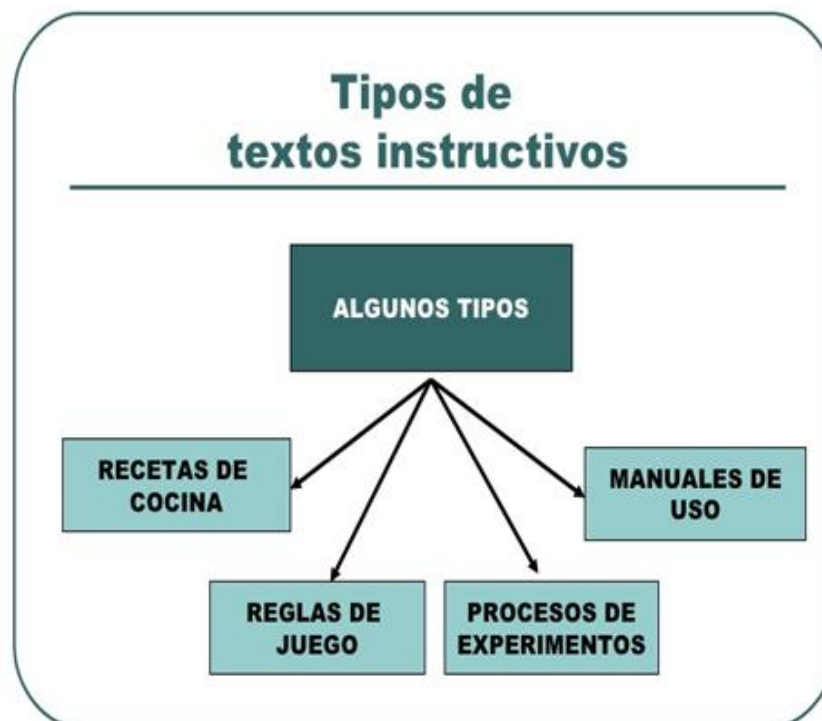 Tipos de
textos instructivos
ALGUNOS TIPOS
RECETAS DE
COCINA
MANUALES DE
USO
REGLAS DE
JUEGO
PROCESOS DE
EXPERIMENTOS